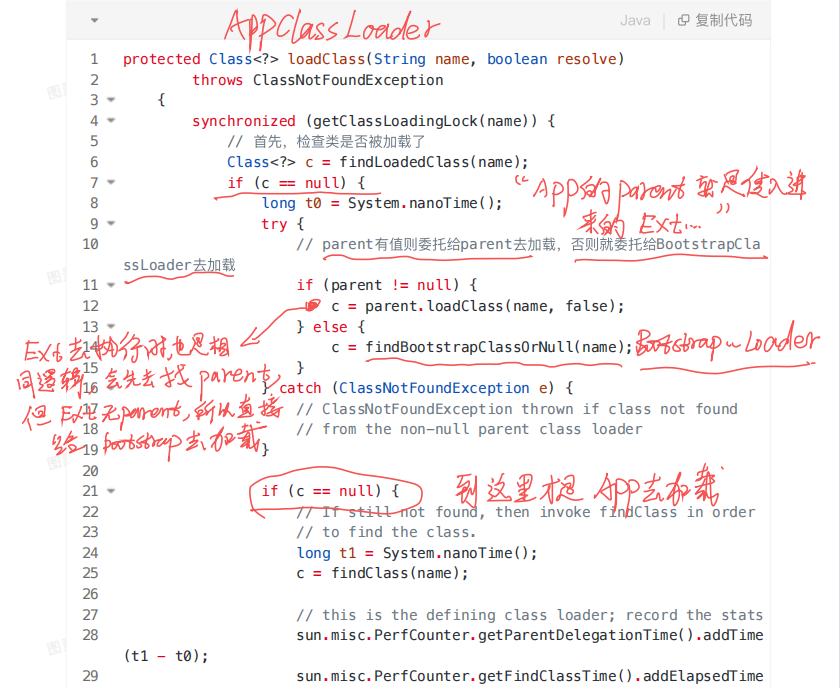 APPClassLoader
Java 复制代码
1 protected Class<?> loadClass(String name, boolean resolve)
2 throws ClassNotFoundException
3 {
4 synchronized (getClassLoadingLock(name)) {
5 // 首先，检查类是否被加载了
6 Class<?> c = findLoadedClass(name);
7 if (c == null) {
“APP的parent就是传入进
来的 Ext...”
8 long t0 = System.nanoTime();
9 try {
10 // parent有值则委托给parent去加载，否则就委托给BootstrapCla
ssLoader去加载
11 if (parent != null) {
12 c = parent.loadClass(name, false);
13 } else {
14 c = findBootstrapClassOrNull(name);
Bootstrap~Loader
15 }
Ext去执行时,也是相
同逻辑,会先去找parent,
但Ext无parent,所以直接
给bootstrap去加载
16 } catch (ClassNotFoundException e) {
17 // ClassNotFoundException thrown if class not found
18 // from the non-null parent class loader
19 }
20
21 if (c == null) {
到这里才是 APP去加载
22 // If still not found, then invoke findClass in order
23 // to find the class.
24 long t1 = System.nanoTime();
25 c = findClass(name);
26
27 // this is the defining class loader; record the stats
28 sun.misc.PerfCounter.getParentDelegationTime().addTime
(t1 - t0);
29 sun.misc.PerfCounter.getFindClassTime().addElapsedTime